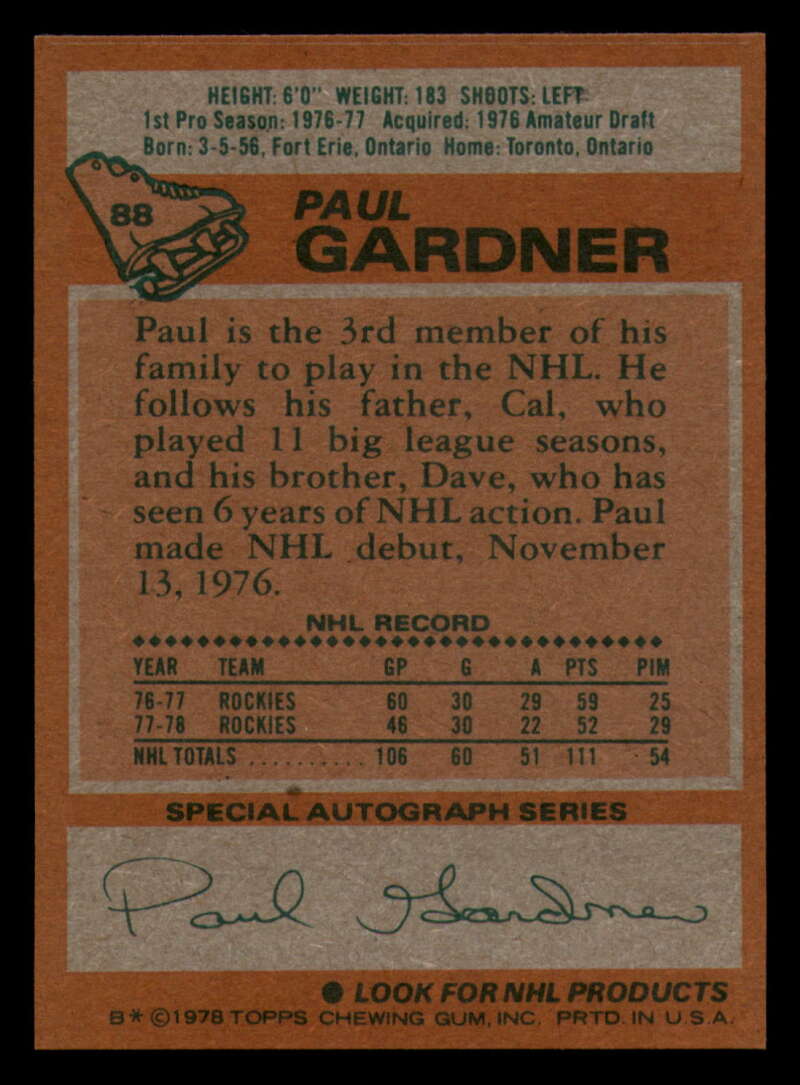 HEIGHT: 6'0" WEIGHT: 183 SHOOTS: LEFT
1st Pro Season: 1976-77 Acquired: 1976 Amateur Draft
Born: 3-5-56, Fort Erie, Ontario Home: Toronto, Ontario
88
PAUL
GARDNER
Paul is the 3rd member of his
family to play in the NHL. He
follows his father, Cal, who
played 11 big league seasons,
and his brother, Dave, who has
seen 6 years of NHL action. Paul
made NHL debut, November
13, 1976.
NHL RECORD
YEAR TEAM GP G A PTS PIM
76-77 ROCKIES 60 30 29 59 25
77-78 ROCKIES 46 30 22 52 29
NHL TOTALS .......... 106 60 51 111 54
SPECIAL AUTOGRAPH SERIES
Paul Gardner
● LOOK FOR NHL PRODUCTS
B* ©1978 TOPPS CHEWING GUM, INC. PRTD. IN U.S.A.